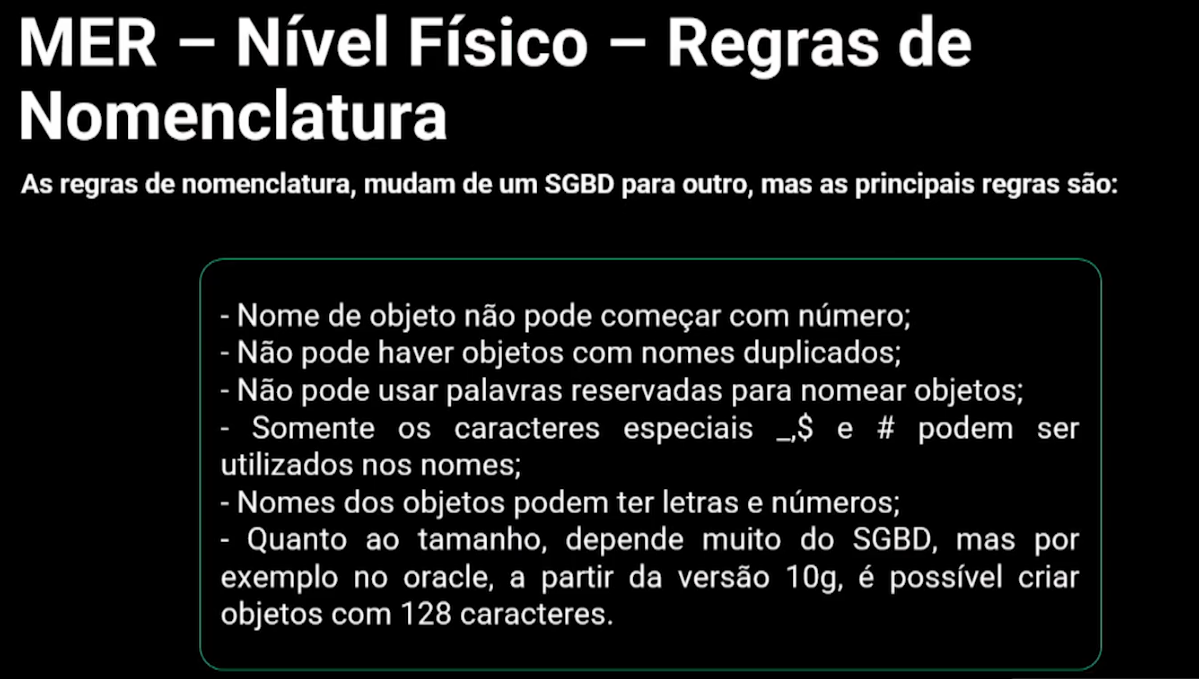 MER – Nível Físico – Regras de
Nomenclatura
As regras de nomenclatura, mudam de um SGBD para outro, mas as principais regras são:
- Nome de objeto não pode começar com número;
- Não pode haver objetos com nomes duplicados;
- Não pode usar palavras reservadas para nomear objetos;
- Somente os caracteres especiais _,$ e # podem ser
utilizados nos nomes;
- Nomes dos objetos podem ter letras e números;
- Quanto ao tamanho, depende muito do SGBD, mas por
exemplo no oracle, a partir da versão 10g, é possível criar
objetos com 128 caracteres.